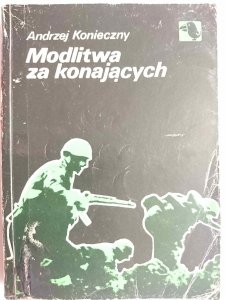 Andrzej Konieczny
Modlitwa
za konających